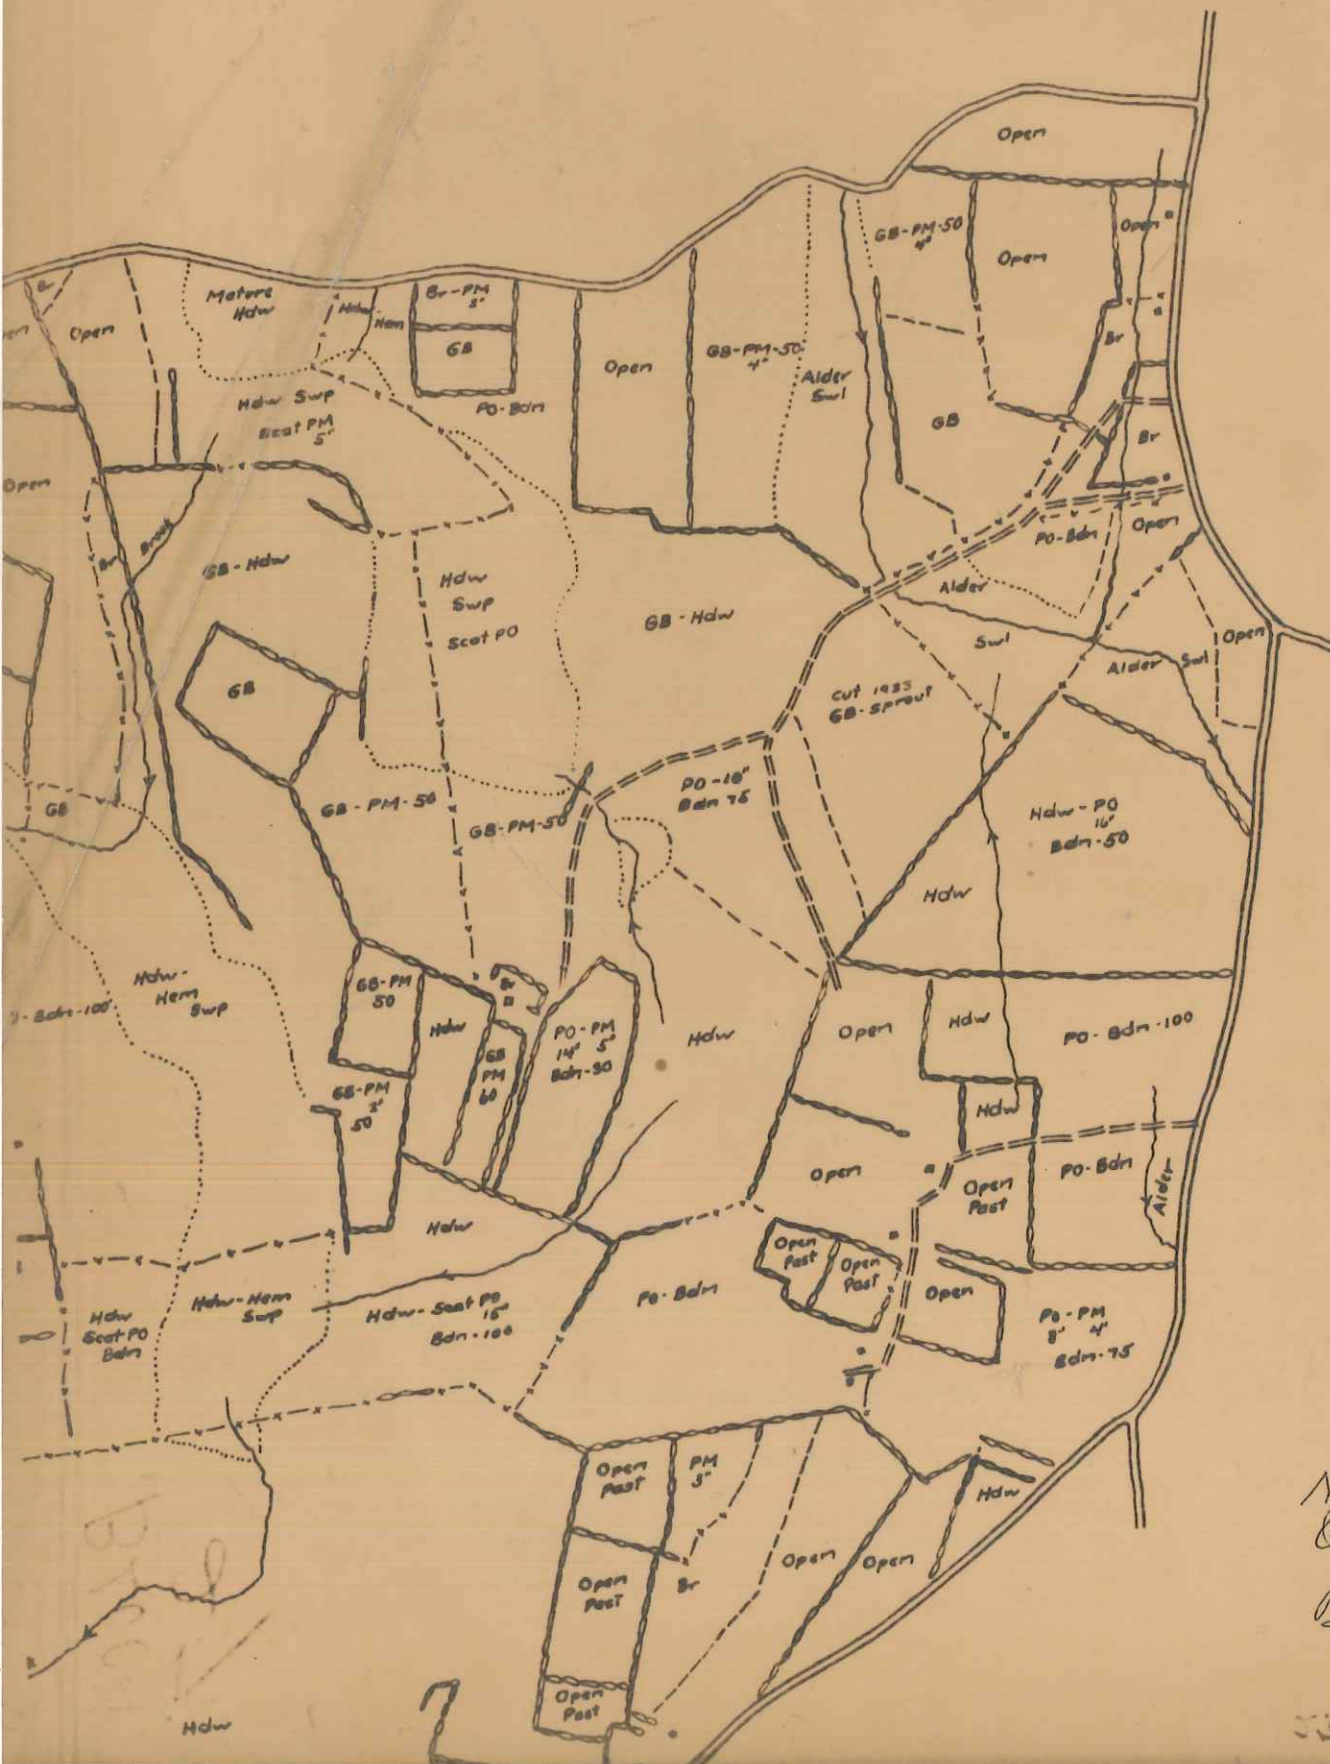 Open
GB-PM-50
4"
Open
Open
Br
Mature
Hdw
Hdw-
Hem
Br-PM
3"
GB
Open
Open
GB-PM-50
4"
Alder
Swl
Br
Hdw Swp
Scat PM
5"
PO-Bdn
GB
Br
Open
Brook
Br
GB-Hdw
Hdw
Swp
Scat PO
GB-Hdw
PO-Bdn
Open
Alder
Swl
Open
Alder
Swl
GB
Cut 1933
GB-Sprout
PO-10"
Bdn 75
GB
GB-PM-50
GB-PM-50
Hdw-PO
16"
Bdn-50
Hdw
Hdw-
Hem
Swp
-Bdn-100
GB-PM
50
Hdw
Br
GB
PM
60
PO-PM
14" 5"
Bdn-30
Hdw
Open
Hdw
PO-Bdn-100
GB-PM
3"
50
Hdw
Open
Open
Past
PO-Bdn
Alder
Hdw
Open
Past
Open
Past
Open
Hdw
Scat PO
Bdn
Hdw-Hem
Swp
Hdw-Scat PO
15"
Bdn-100
Po-Bdn
Po-PM
8" 4"
Bdn-75
Open
Past
PM
3"
Hdw
Open
Past
Br
Open
Open
Open
Past
Hdw